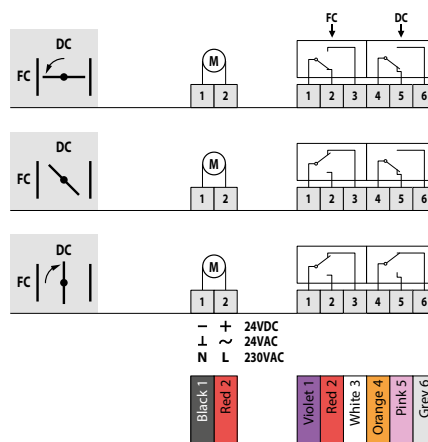 FC DC
DC
FC
M
1 2 1 2 3 4 5 6
DC
FC
M
1 2 1 2 3 4 5 6
DC
FC
M
1 2 1 2 3 4 5 6
− + 24VDC
⊥ ~ 24VAC
N L 230VAC
Black 1
Red 2
Violet 1
Red 2
White 3
Orange 4
Pink 5
Grey 6